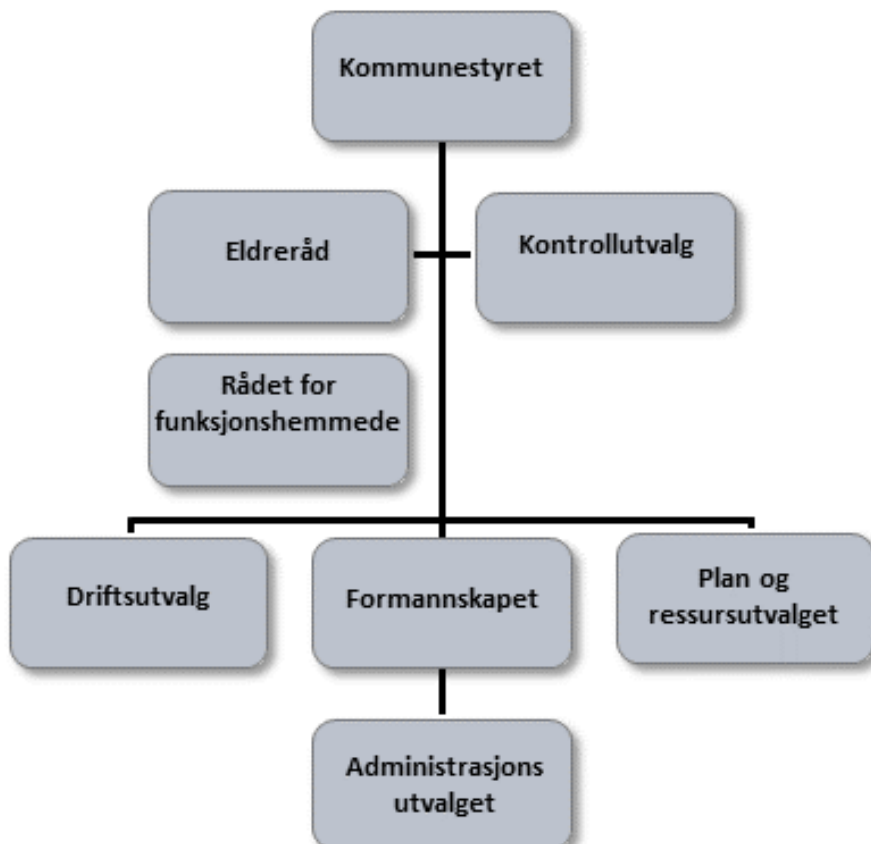 Kommunestyret
Eldreråd
Kontrollutvalg
Rådet for
funksjonshemmede
Driftsutvalg
Formannskapet
Plan og
ressursutvalget
Administrasjons
utvalget